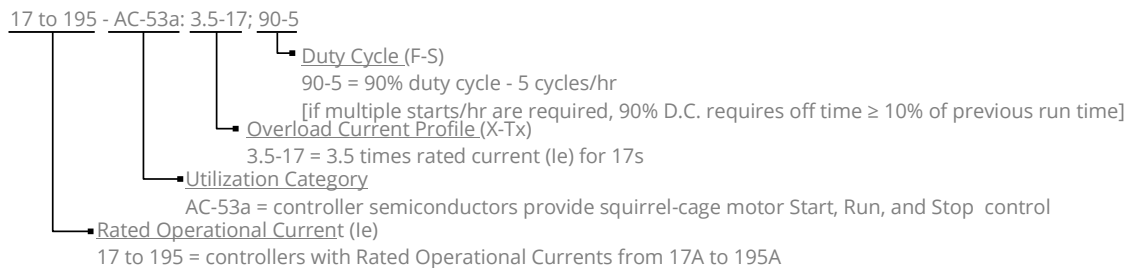 17 to 195 - AC-53a: 3.5-17; 90-5
Duty Cycle (F-S)
90-5 = 90% duty cycle - 5 cycles/hr
[if multiple starts/hr are required, 90% D.C. requires off time ≥ 10% of previous run time]
Overload Current Profile (X-Tx)
3.5-17 = 3.5 times rated current (Ie) for 17s
Utilization Category
AC-53a = controller semiconductors provide squirrel-cage motor Start, Run, and Stop control
Rated Operational Current (Ie)
17 to 195 = controllers with Rated Operational Currents from 17A to 195A